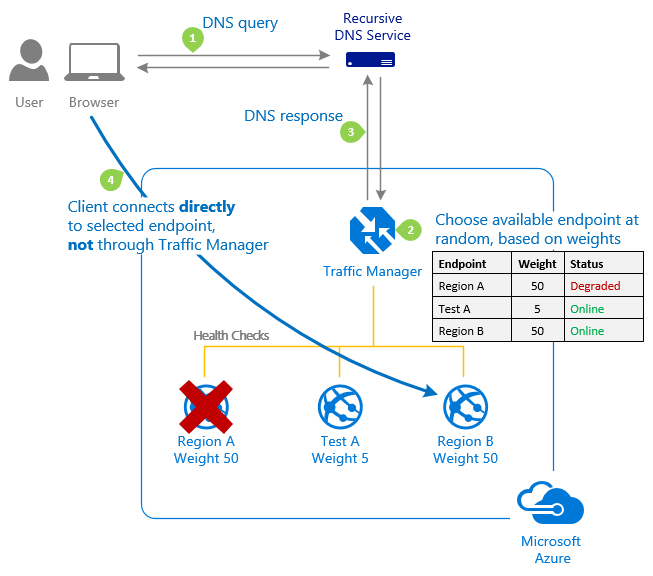 DNS query
1
Recursive
DNS Service
User
Browser
DNS response
3
4
Client connects directly
to selected endpoint,
not through Traffic Manager
2
Choose available endpoint at
random, based on weights
Traffic Manager
Endpoint Weight Status
Region A 50 Degraded
Test A 5 Online
Region B 50 Online
Health Checks
Region A
Weight 50
Test A
Weight 5
Region B
Weight 50
Microsoft
Azure